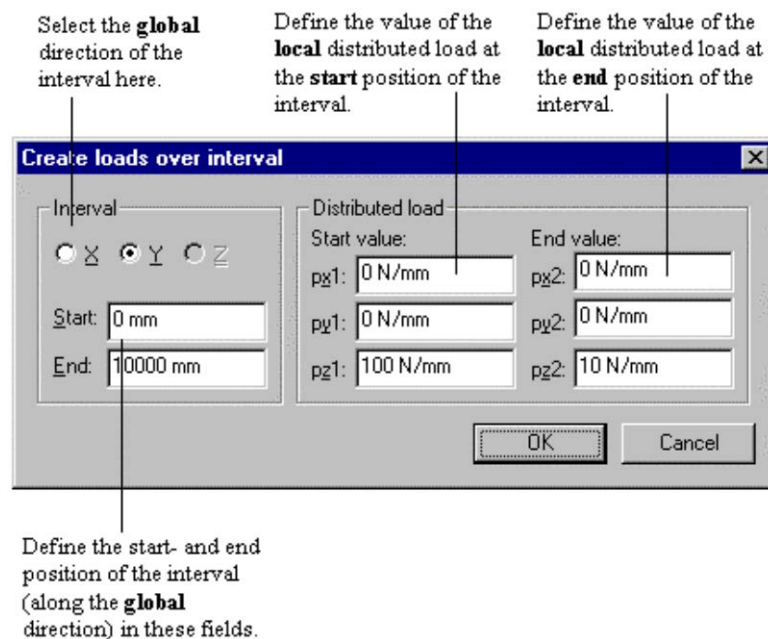 Select the global
direction of the
interval here.
Define the value of the
local distributed load at
the start position of the
interval.
Define the value of the
local distributed load at
the end position of the
interval.
Create loads over interval
Interval
X Y Z
Start: 0 mm
End: 10000 mm
Distributed load
Start value: End value:
px1: 0 N/mm px2: 0 N/mm
py1: 0 N/mm py2: 0 N/mm
pz1: 100 N/mm pz2: 10 N/mm
OK Cancel
Define the start- and end
position of the interval
(along the global
direction) in these fields.